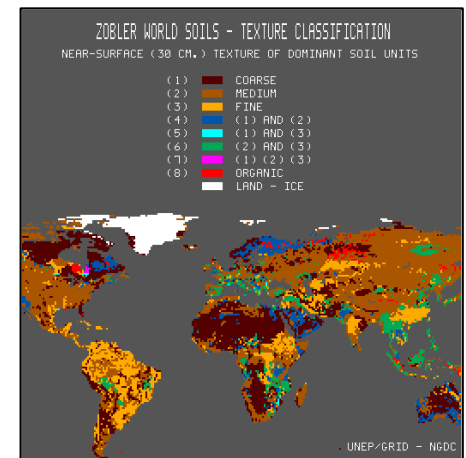 ZOBLER WORLD SOILS - TEXTURE CLASSIFICATION
NEAR-SURFACE (30 CM.) TEXTURE OF DOMINANT SOIL UNITS
(1) COARSE
(2) MEDIUM
(3) FINE
(4) (1) AND (2)
(5) (1) AND (3)
(6) (2) AND (3)
(7) (1) (2) (3)
(8) ORGANIC
LAND - ICE
UNEP/GRID - NGDC